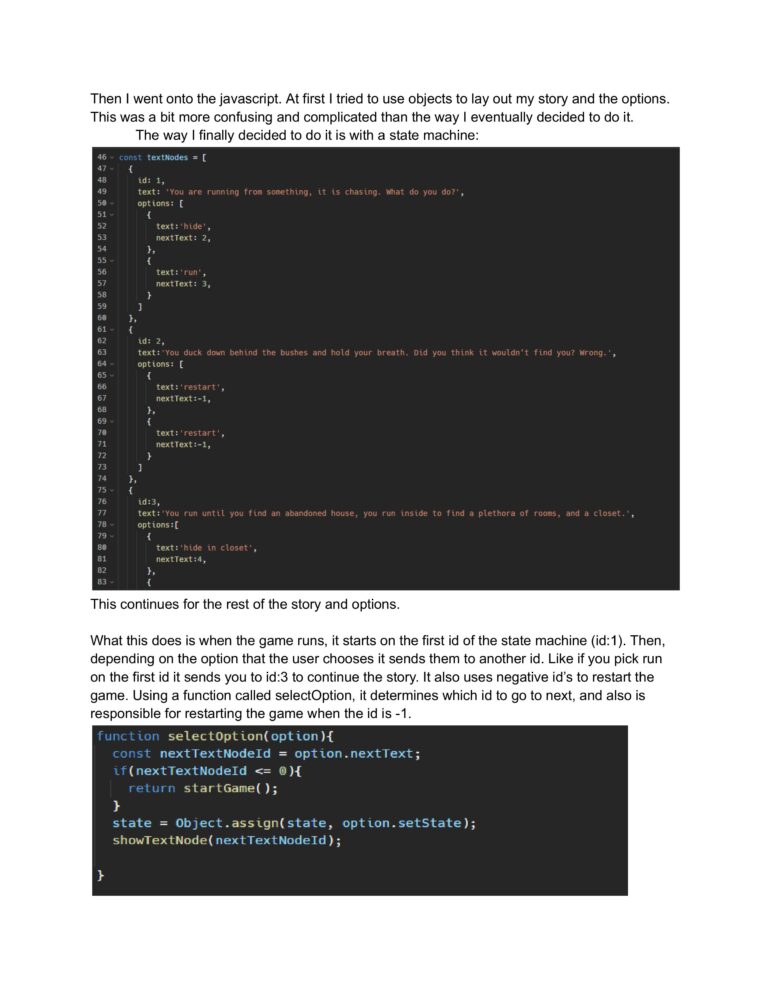 Then I went onto the javascript. At first I tried to use objects to lay out my story and the options.
This was a bit more confusing and complicated than the way I eventually decided to do it.
The way I finally decided to do it is with a state machine:
46 const textNodes = [
47 {
48 id: 1,
49 text: 'You are running from something, it is chasing. What do you do?',
50 options: [
51 {
52 text:'hide',
53 nextText: 2,
54 },
55 {
56 text:'run',
57 nextText: 3,
58 }
59 ]
60 },
61 {
62 id: 2,
63 text:'You duck down behind the bushes and hold your breath. Did you think it wouldn’t find you? Wrong.',
64 options: [
65 {
66 text:'restart',
67 nextText:-1,
68 },
69 {
70 text:'restart',
71 nextText:-1,
72 }
73 ]
74 },
75 {
76 id:3,
77 text:'You run until you find an abandoned house, you run inside to find a plethora of rooms, and a closet.',
78 options:[
79 {
80 text:'hide in closet',
81 nextText:4,
82 },
83 {
This continues for the rest of the story and options.
What this does is when the game runs, it starts on the first id of the state machine (id:1). Then,
depending on the option that the user chooses it sends them to another id. Like if you pick run
on the first id it sends you to id:3 to continue the story. It also uses negative id’s to restart the
game. Using a function called selectOption, it determines which id to go to next, and also is
responsible for restarting the game when the id is -1.
function selectOption(option){
const nextTextNodeId = option.nextText;
if(nextTextNodeId <= 0){
return startGame();
}
state = Object.assign(state, option.setState);
showTextNode(nextTextNodeId);
}